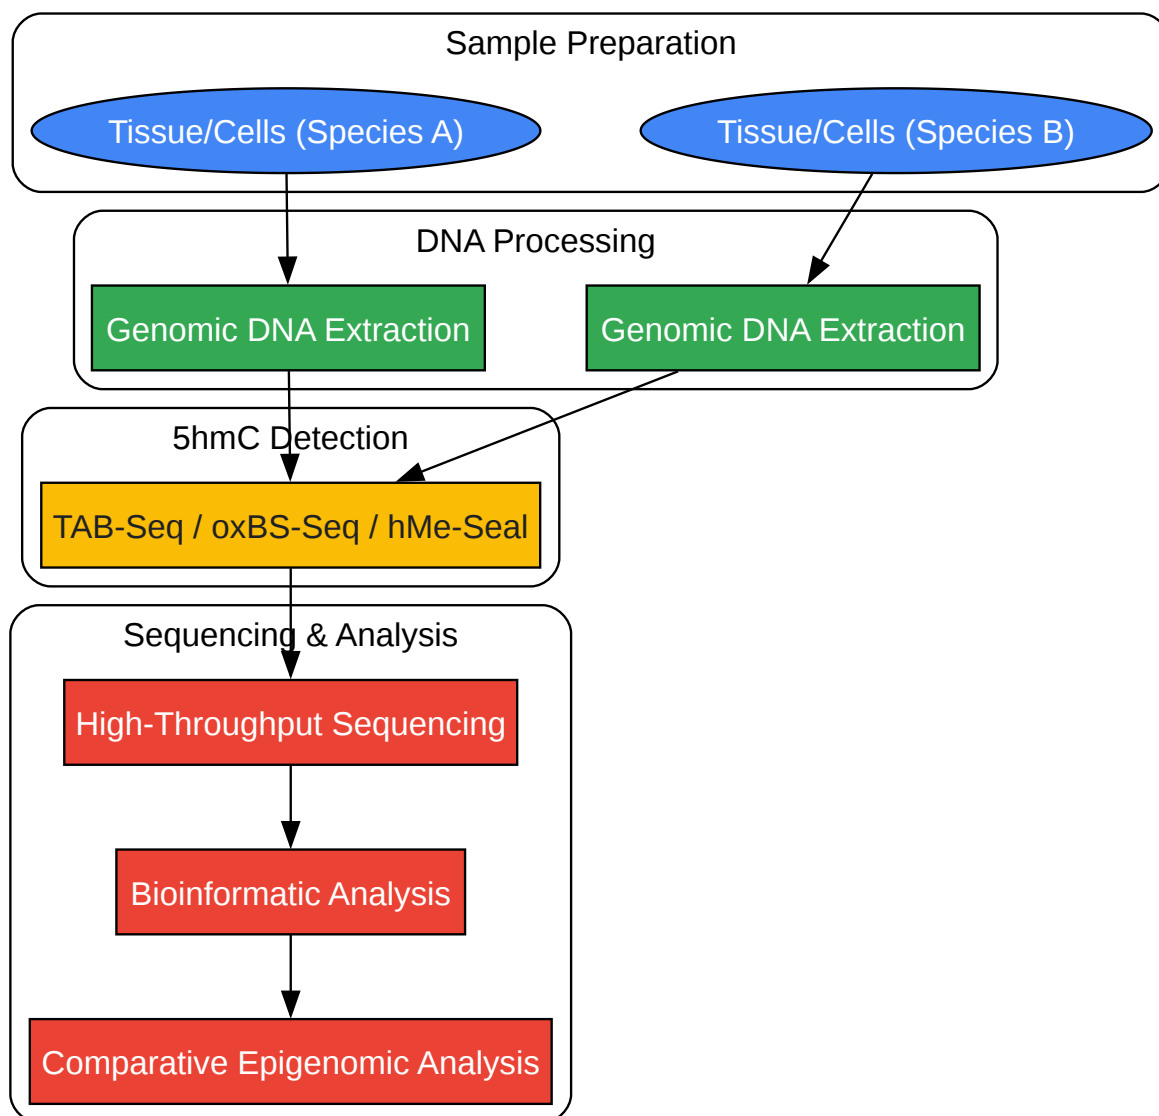 Sample Preparation
Tissue/Cells (Species A)
Tissue/Cells (Species B)
DNA Processing
Genomic DNA Extraction
Genomic DNA Extraction
5hmC Detection
TAB-Seq / oxBS-Seq / hMe-Seal
Sequencing & Analysis
High-Throughput Sequencing
Bioinformatic Analysis
Comparative Epigenomic Analysis